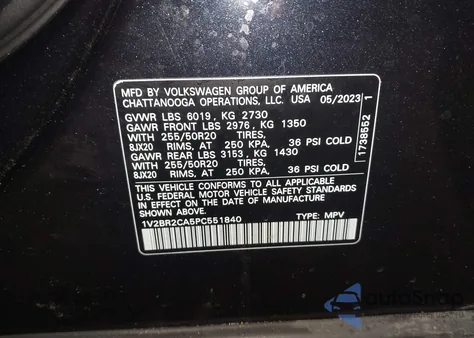 MFD BY VOLKSWAGEN GROUP OF AMERICA
CHATTANOOGA OPERATIONS, LLC. USA 05/2023
GVWR LBS 6019, KG 2730
GAWR FRONT LBS 2976, KG 1350
WITH 255/50R20 TIRES,
8JX20 RIMS, AT 250 KPA, 36 PSI COLD
GAWR REAR LBS 3153, KG 1430
WITH 255/50R20 TIRES,
8JX20 RIMS, AT 250 KPA, 36 PSI COLD
THIS VEHICLE CONFORMS TO ALL APPLICABLE
U.S. FEDERAL MOTOR VEHICLE SAFETY STANDARDS
IN EFFECT ON THE DATE OF MANUFACTURE
SHOWN ABOVE
1V2BR2CA5PC551840 TYPE: MPV
1738552 1
autoSnap